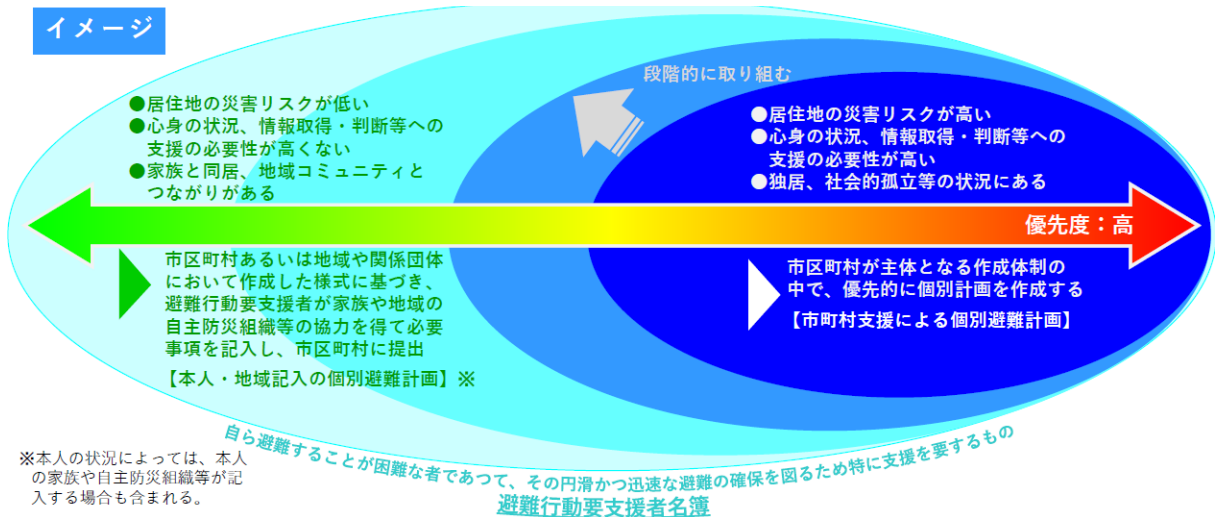 イメージ
段階的に取り組む
●居住地の災害リスクが低い
●心身の状況、情報取得・判断等への
支援の必要性が高くない
●家族と同居、地域コミュニティと
つながりがある
●居住地の災害リスクが高い
●心身の状況、情報取得・判断等への
支援の必要性が高い
●独居、社会的孤立等の状況にある
優先度：高
市区町村あるいは地域や関係団体
において作成した様式に基づき、
避難行動要支援者が家族や地域の
自主防災組織等の協力を得て必要
事項を記入し、市区町村に提出
【本人・地域記入の個別避難計画】※
市区町村が主体となる作成体制の
中で、優先的に個別計画を作成する
【市町村支援による個別避難計画】
自ら避難することが困難な者であつて、その円滑かつ迅速な避難の確保を図るため特に支援を要するもの
避難行動要支援者名簿
※本人の状況によっては、本人
の家族や自主防災組織等が記
入する場合も含まれる。